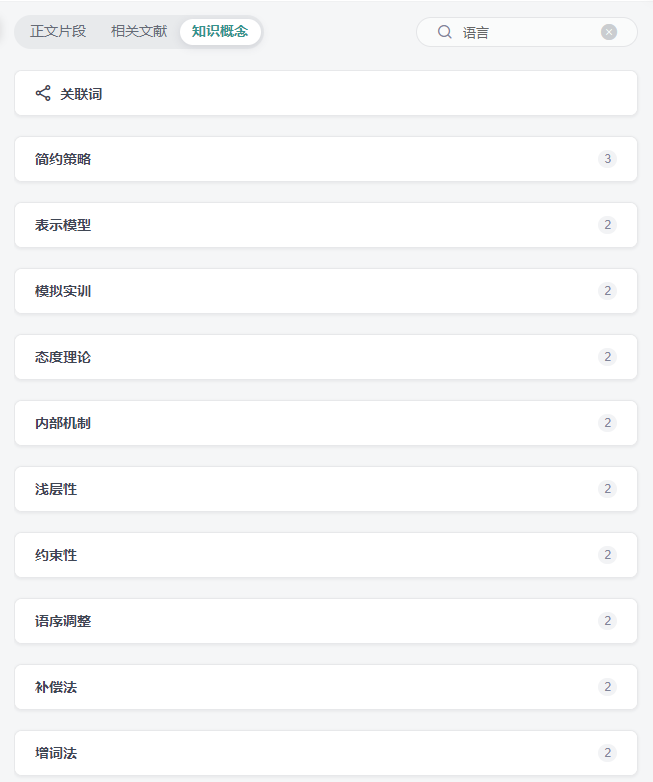 正文片段 相关文献 知识概念 语言
关联词
简约策略 3
表示模型 2
模拟实训 2
态度理论 2
内部机制 2
浅层性 2
约束性 2
语序调整 2
补偿法 2
增词法 2